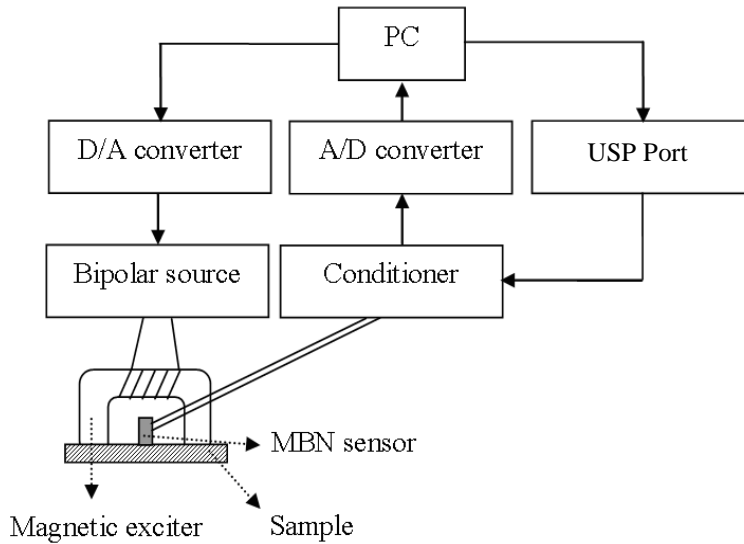 PC
D/A converter
A/D converter
USP Port
Bipolar source
Conditioner
MBN sensor
Magnetic exciter
Sample